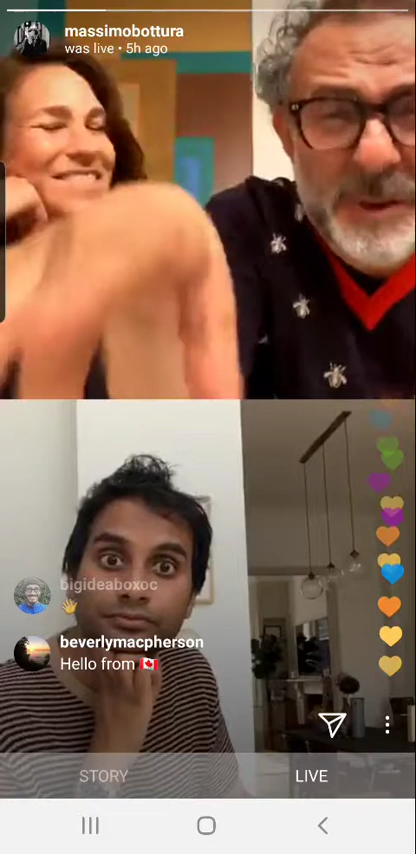 massimobottura
was live • 5h ago
bigideaboxoc
👋
beverlymacpherson
Hello from 🇨🇦
STORY
LIVE